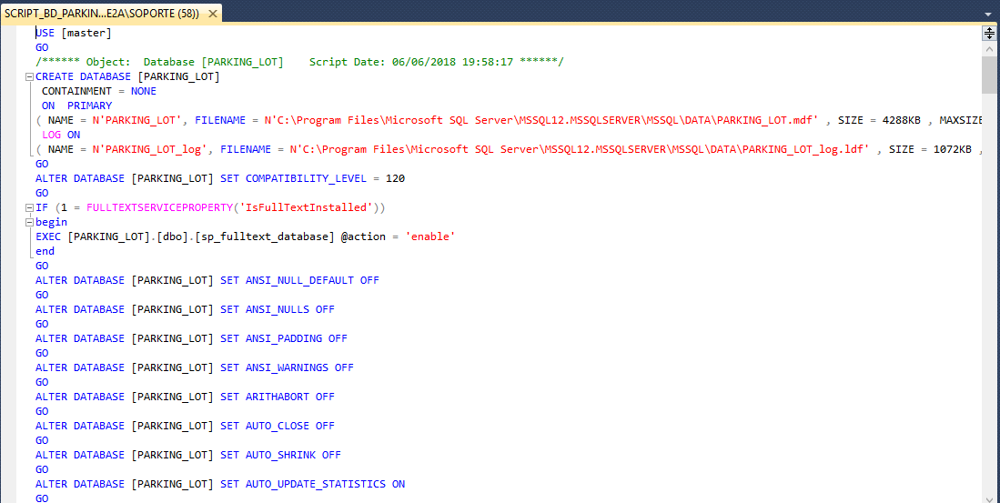 SCRIPT_BD_PARKIN...E2A\SOPORTE (58))
USE [master]
GO
/****** Object:  Database [PARKING_LOT]    Script Date: 06/06/2018 19:58:17 ******/
CREATE DATABASE [PARKING_LOT]
 CONTAINMENT = NONE
 ON  PRIMARY
( NAME = N'PARKING_LOT', FILENAME = N'C:\Program Files\Microsoft SQL Server\MSSQL12.MSSQLSERVER\MSSQL\DATA\PARKING_LOT.mdf' , SIZE = 4288KB , MAXSIZE
 LOG ON
( NAME = N'PARKING_LOT_log', FILENAME = N'C:\Program Files\Microsoft SQL Server\MSSQL12.MSSQLSERVER\MSSQL\DATA\PARKING_LOT_log.ldf' , SIZE = 1072KB ,
GO
ALTER DATABASE [PARKING_LOT] SET COMPATIBILITY_LEVEL = 120
GO
IF (1 = FULLTEXTSERVICEPROPERTY('IsFullTextInstalled'))
begin
EXEC [PARKING_LOT].[dbo].[sp_fulltext_database] @action = 'enable'
end
GO
ALTER DATABASE [PARKING_LOT] SET ANSI_NULL_DEFAULT OFF
GO
ALTER DATABASE [PARKING_LOT] SET ANSI_NULLS OFF
GO
ALTER DATABASE [PARKING_LOT] SET ANSI_PADDING OFF
GO
ALTER DATABASE [PARKING_LOT] SET ANSI_WARNINGS OFF
GO
ALTER DATABASE [PARKING_LOT] SET ARITHABORT OFF
GO
ALTER DATABASE [PARKING_LOT] SET AUTO_CLOSE OFF
GO
ALTER DATABASE [PARKING_LOT] SET AUTO_SHRINK OFF
GO
ALTER DATABASE [PARKING_LOT] SET AUTO_UPDATE_STATISTICS ON
GO